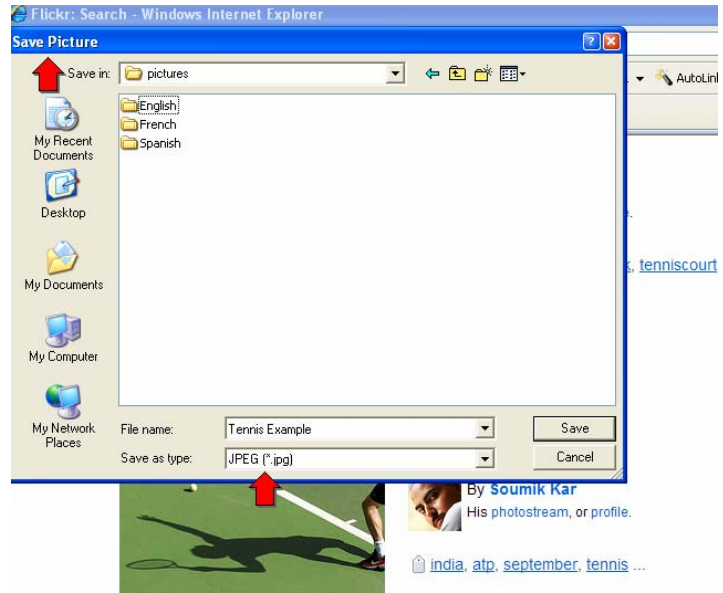 Flickr: Search - Windows Internet Explorer
Save Picture
Save in: pictures
AutoLink
English
French
Spanish
My Recent
Documents
Desktop
tenniscourt
My Documents
My Computer
My Network
Places
File name: Tennis Example Save
Save as type: JPEG (*.jpg) Cancel
By Soumik Kar
His photostream, or profile.
india, atp, september, tennis ...